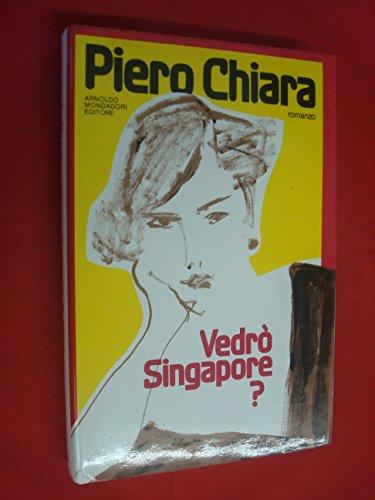 Piero Chiara
ARNOLDO
MONDADORI
EDITORE
romanzo
Vedrò
Singapore
?